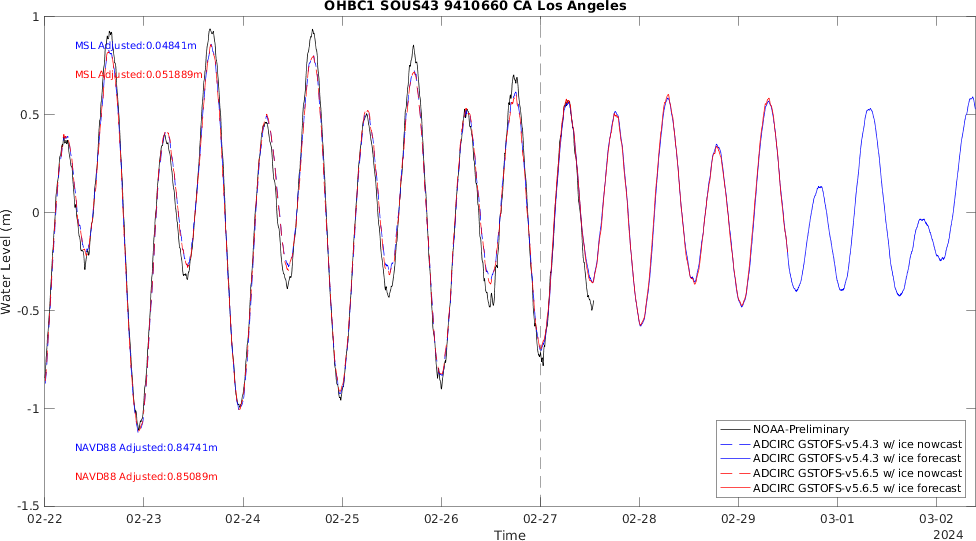 OHBC1 SOUS43 9410660 CA Los Angeles
MSL Adjusted:0.04841m
MSL Adjusted:0.051889m
NAVD88 Adjusted:0.84741m
NAVD88 Adjusted:0.85089m
Water Level (m)
1
0.5
0
-0.5
-1
-1.5
02-22
02-23
02-24
02-25
02-26
02-27
02-28
02-29
03-01
03-02
Time
2024
NOAA-Preliminary
ADCIRC GSTOFS-v5.4.3 w/ ice nowcast
ADCIRC GSTOFS-v5.4.3 w/ ice forecast
ADCIRC GSTOFS-v5.6.5 w/ ice nowcast
ADCIRC GSTOFS-v5.6.5 w/ ice forecast